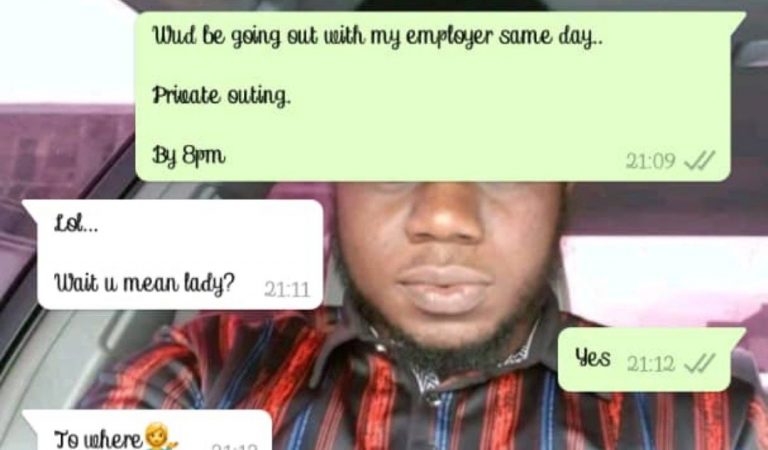 Wud be going out with my employer same day..
Private outing.
By 8pm
21:09
Lol...
Wait u mean lady?
21:11
Yes
21:12
To where